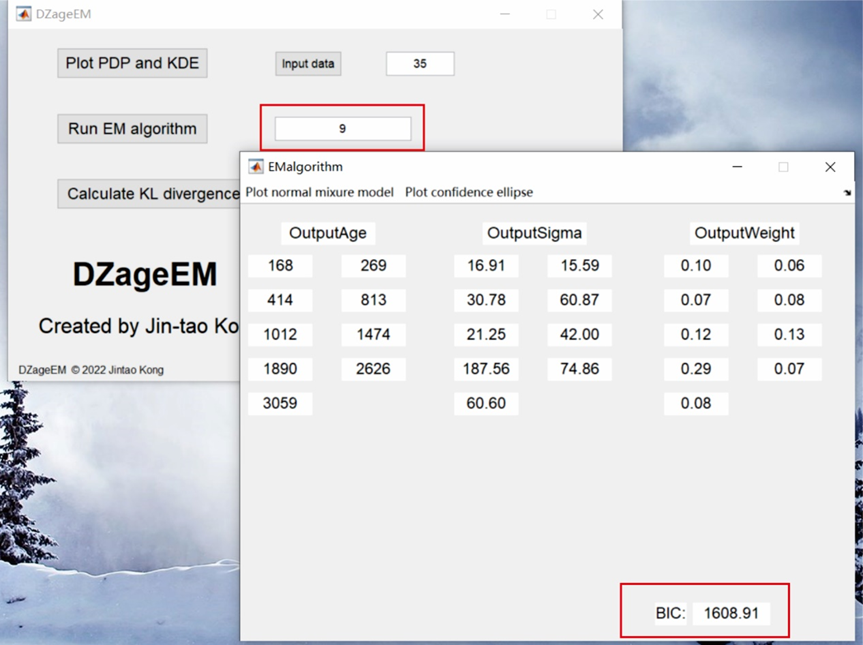 DZageEM
Plot PDP and KDE
Input data
35
Run EM algorithm
9
Calculate KL divergence
DZageEM
Created by Jin-tao Ko
DZageEM © 2022 Jintao Kong
EMalgorithm
Plot normal mixure model Plot confidence ellipse
OutputAge OutputSigma OutputWeight
168 269 16.91 15.59 0.10 0.06
414 813 30.78 60.87 0.07 0.08
1012 1474 21.25 42.00 0.12 0.13
1890 2626 187.56 74.86 0.29 0.07
3059 60.60 0.08
BIC: 1608.91